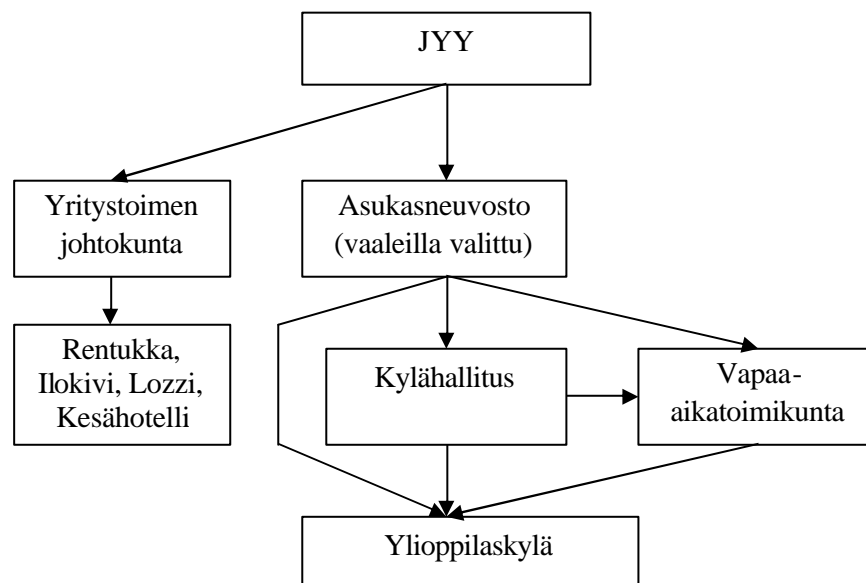 JYY
Yritystoimen
johtokunta
Asukasneuvosto
(vaaleilla valittu)
Rentukka,
Ilokivi, Lozzi,
Kesähotelli
Kylähallitus
Vapaa-
aikatoimikunta
Ylioppilaskylä